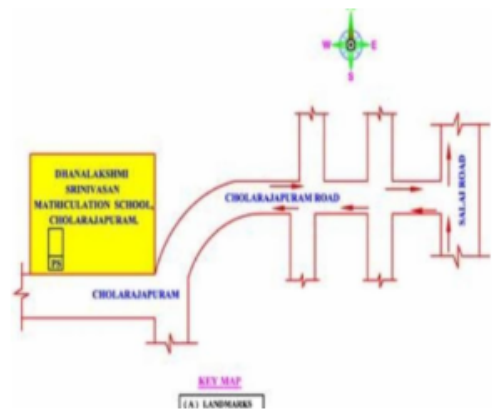 W E
S
DHANALAKSHMI
SRINIVASAN
MATRICULATION SCHOOL,
CHOLARAJAPURAM.
PS
CHOLARAJAPURAM ROAD
SALAI ROAD
CHOLARAJAPURAM
KEY MAP
(A) LANDMARKS